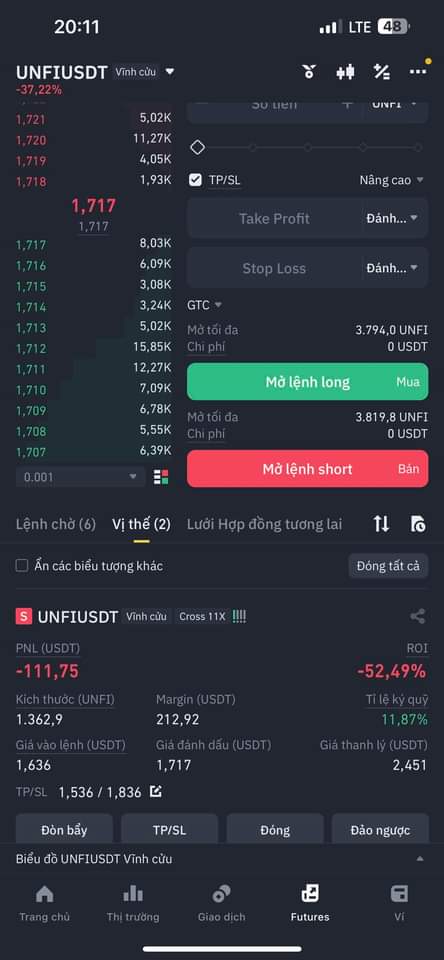 20:11 LTE 48
UNFIUSDT Vĩnh cửu
-37,22%
Số tiền UNFI
1,721 5,02K
1,720 11,27K
1,719 4,05K
1,718 1,93K
1,717
1,717
1,717 8,03K
1,716 6,09K
1,715 3,08K
1,714 3,24K
1,713 5,02K
1,712 15,85K
1,711 12,27K
1,710 7,09K
1,709 6,78K
1,708 5,55K
1,707 6,39K
0.001
TP/SL Nâng cao
Take Profit Đánh...
Stop Loss Đánh...
GTC
Mở tối đa 3.794,0 UNFI
Chi phí 0 USDT
Mở lệnh long Mua
Mở tối đa 3.819,8 UNFI
Chi phí 0 USDT
Mở lệnh short Bán
Lệnh chờ (6) Vị thế (2) Lưới Hợp đồng tương lai
Ẩn các biểu tượng khác Đóng tất cả
S UNFIUSDT Vĩnh cửu Cross 11X !!!!
PNL (USDT) ROI
-111,75 -52,49%
Kích thước (UNFI) Margin (USDT) Tỉ lệ ký quỹ
1.362,9 212,92 11,87%
Giá vào lệnh (USDT) Giá đánh dấu (USDT) Giá thanh lý (USDT)
1,636 1,717 2,451
TP/SL 1,536 / 1,836
Đòn bẩy TP/SL Đóng Đảo ngược
Biểu đồ UNFIUSDT Vĩnh cửu
Trang chủ Thị trường Giao dịch Futures Ví